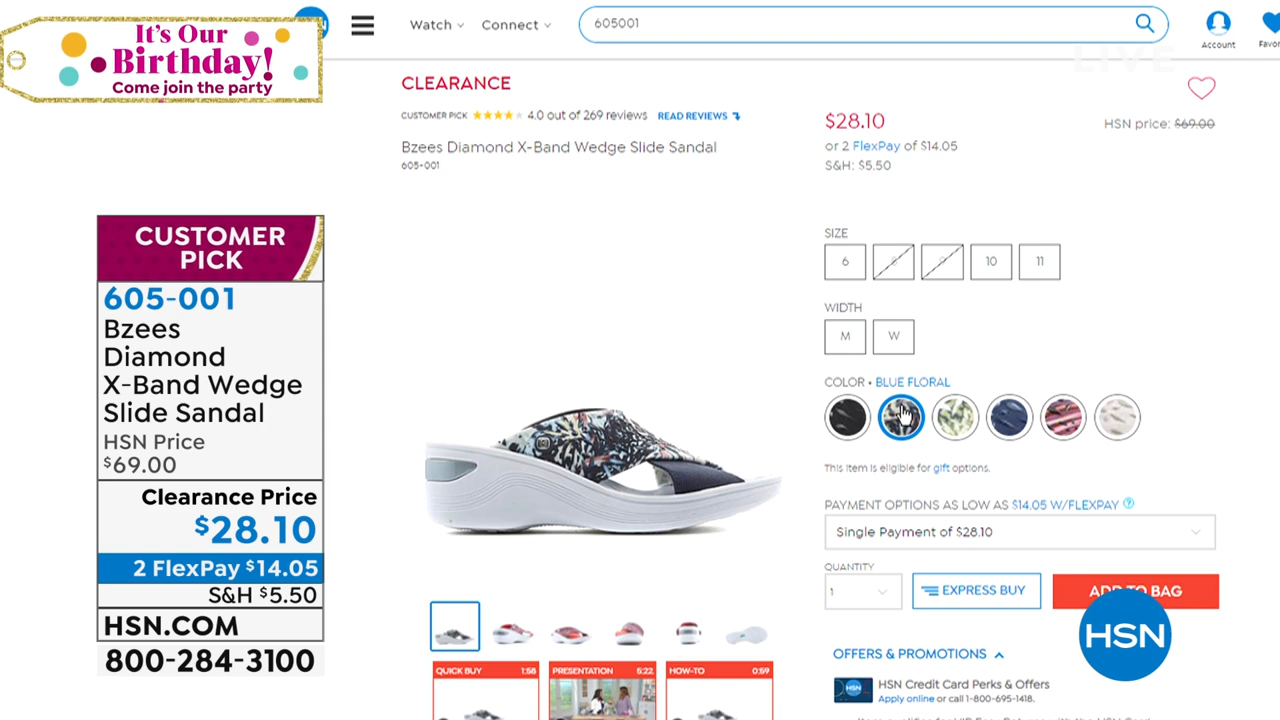 It's Our
Birthday!
Come join the party
Watch
Connect
605001
Account
LIVE
CLEARANCE
CUSTOMER PICK 4.0 out of 269 reviews READ REVIEWS
Bzees Diamond X-Band Wedge Slide Sandal
605-001
$28.10
HSN price: $69.00
or 2 FlexPay of $14.05
S&H: $5.50
SIZE
6 8 9 10 11
WIDTH
M W
COLOR • BLUE FLORAL
This item is eligible for gift options.
PAYMENT OPTIONS AS LOW AS $14.05 W/FLEXPAY ?
Single Payment of $28.10
QUANTITY
1
EXPRESS BUY
ADD TO BAG
HSN
OFFERS & PROMOTIONS
HSN
HSN Credit Card Perks & Offers
Apply online or call 1-800-695-1418.
QUICK BUY 1:58
PRESENTATION 5:22
HOW-TO 0:59
CUSTOMER
PICK
605-001
Bzees
Diamond
X-Band Wedge
Slide Sandal
HSN Price
$69.00
Clearance Price
$28.10
2 FlexPay $14.05
S&H $5.50
HSN.COM
800-284-3100